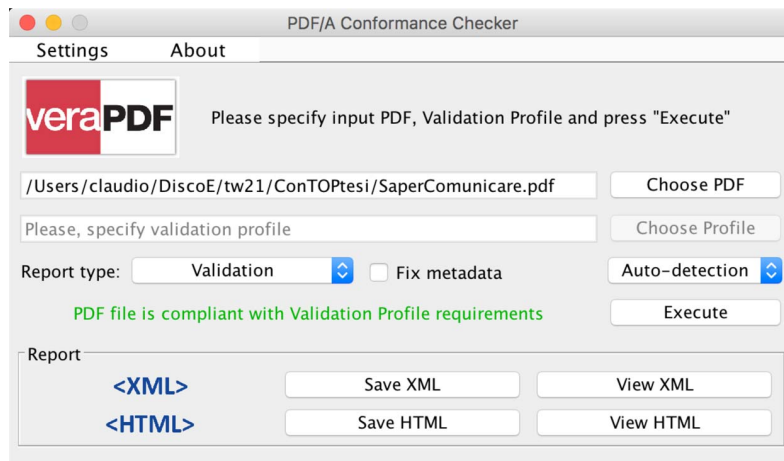 PDF/A Conformance Checker
Settings About
veraPDF
Please specify input PDF, Validation Profile and press "Execute"
/Users/claudio/DiscoE/tw21/ConTOPtesi/SaperComunicare.pdf Choose PDF
Please, specify validation profile Choose Profile
Report type: Validation Fix metadata Auto-detection
PDF file is compliant with Validation Profile requirements Execute
Report
<XML> Save XML View XML
<HTML> Save HTML View HTML